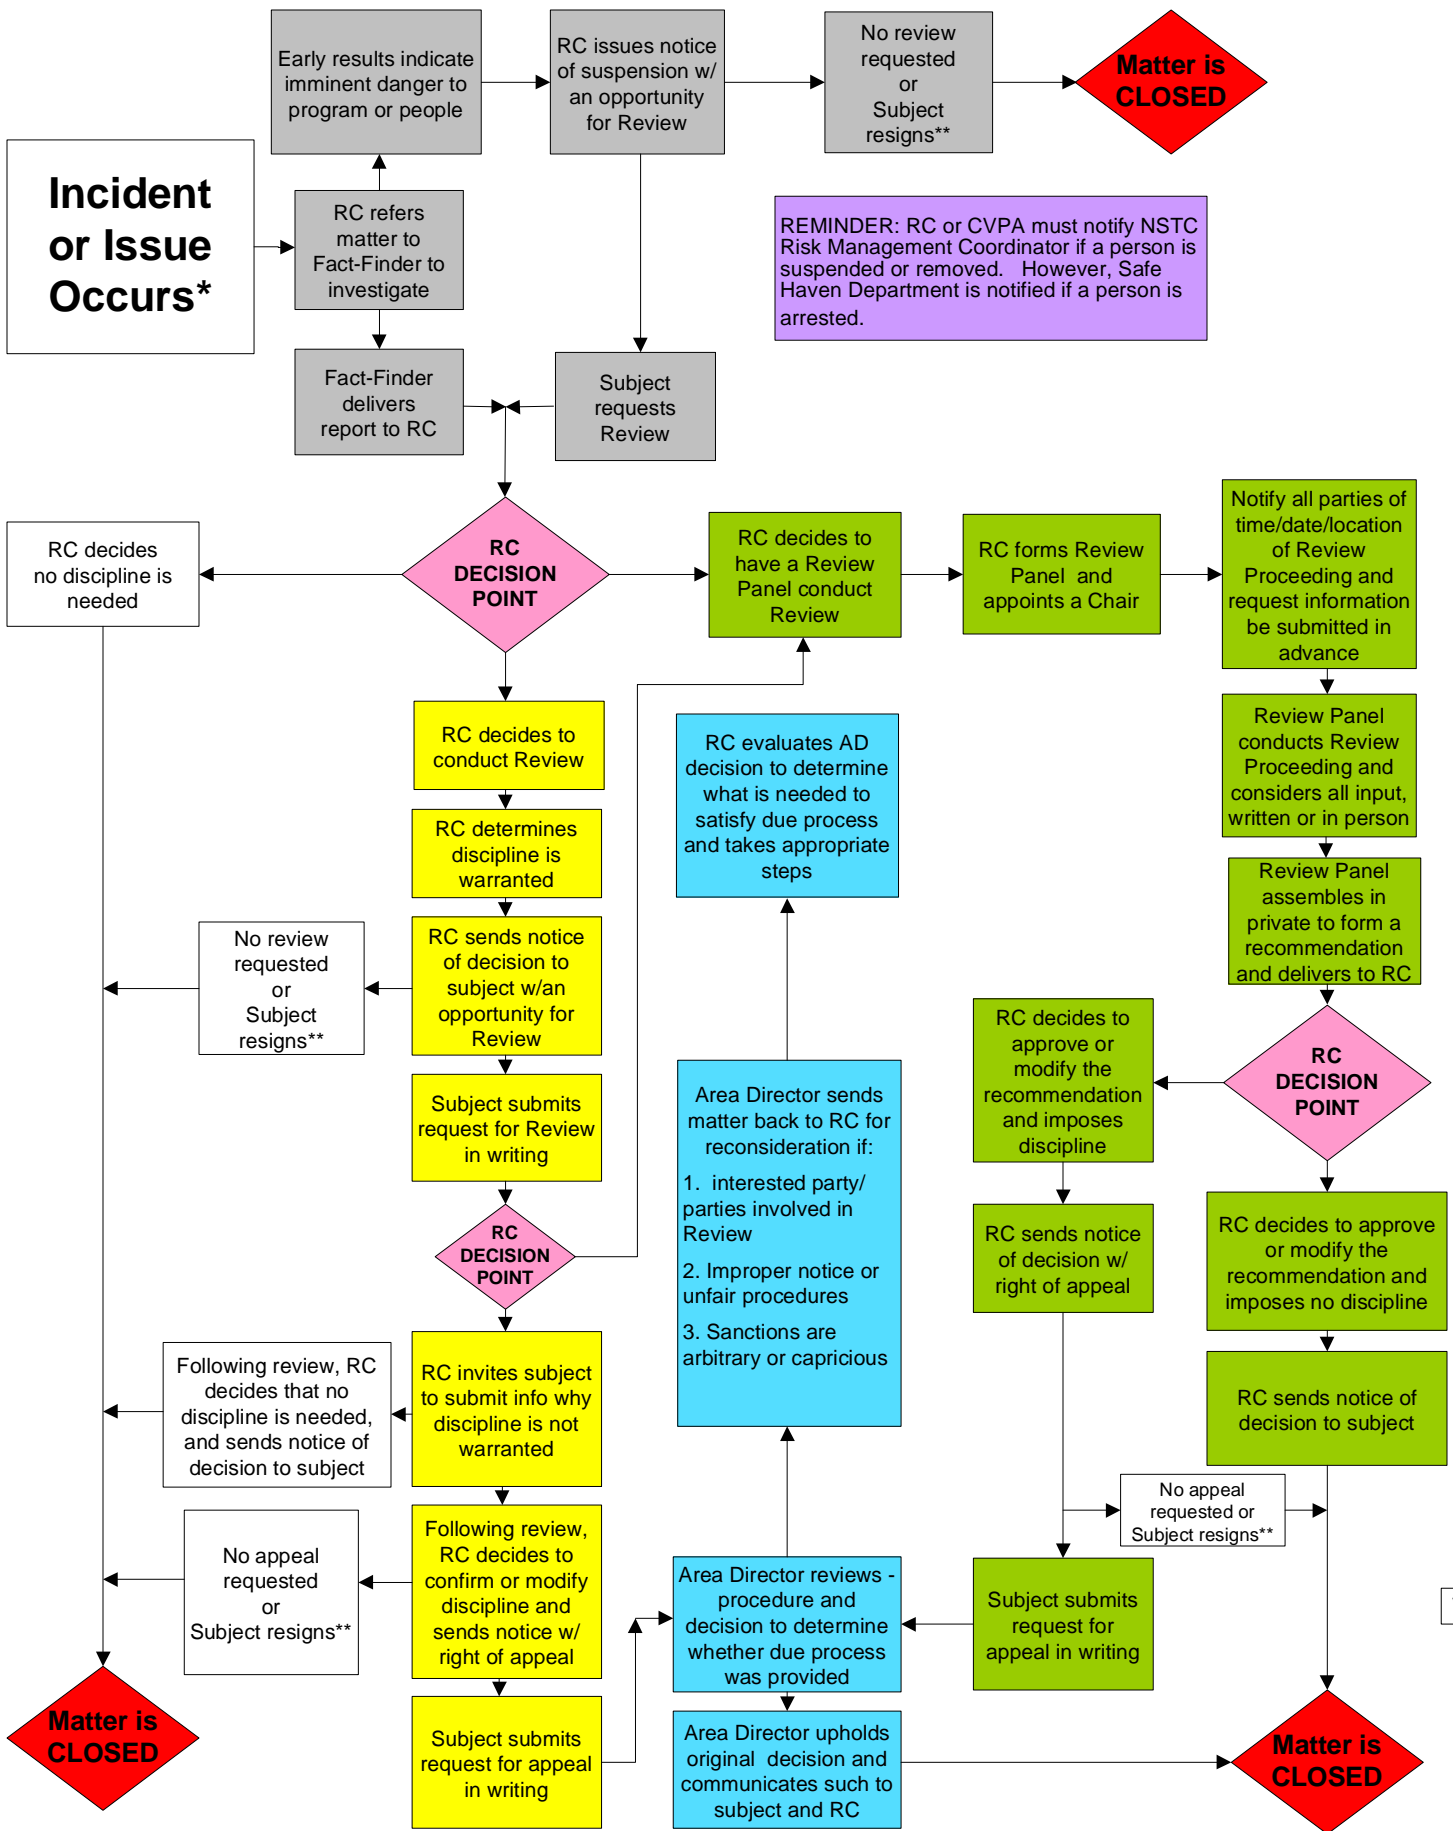 Early results indicate
imminent danger to
program or people
RC issues notice
of suspension w/
an opportunity
for Review
No review
requested
or
Subject
resigns**
Matter is
CLOSED
Incident
or Issue
Occurs*
RC refers
matter to
Fact-Finder to
investigate
REMINDER: RC or CVPA must notify NSTC
Risk Management Coordinator if a person is
suspended or removed.   However, Safe
Haven Department is notified if a person is
arrested.
Fact-Finder
delivers
report to RC
Subject
requests
Review
RC decides
no discipline is
needed
RC
DECISION
POINT
RC decides to
have a Review
Panel conduct
Review
RC forms Review
Panel  and
appoints a Chair
Notify all parties of
time/date/location
of Review
Proceeding and
request information
be submitted in
advance
RC decides to
conduct Review
RC evaluates AD
decision to determine
what is needed to
satisfy due process
and takes appropriate
steps
Review Panel
conducts Review
Proceeding and
considers all input,
written or in person
RC determines
discipline is
warranted
Review Panel
assembles in
private to form a
recommendation
and delivers to RC
No review
requested
or
Subject
resigns**
RC sends notice
of decision to
subject w/an
opportunity for
Review
RC decides to
approve or
modify the
recommendation
and imposes
discipline
RC
DECISION
POINT
Subject submits
request for Review
in writing
Area Director sends
matter back to RC for
reconsideration if:
1.  interested party/
parties involved in
Review
2. Improper notice or
unfair procedures
3. Sanctions are
arbitrary or capricious
RC
DECISION
POINT
RC sends notice
of decision w/
right of appeal
RC decides to approve
or modify the
recommendation and
imposes no discipline
Following review, RC
decides that no
discipline is needed,
and sends notice of
decision to subject
RC invites subject
to submit info why
discipline is not
warranted
RC sends notice of
decision to subject
No appeal
requested or
Subject resigns**
No appeal
requested
or
Subject resigns**
Following review,
RC decides to
confirm or modify
discipline and
sends notice w/
right of appeal
Area Director reviews -
procedure and
decision to determine
whether due process
was provided
Subject submits
request for
appeal in writing
Matter is
CLOSED
Subject submits
request for appeal
in writing
Area Director upholds
original  decision and
communicates such to
subject and RC
Matter is
CLOSED